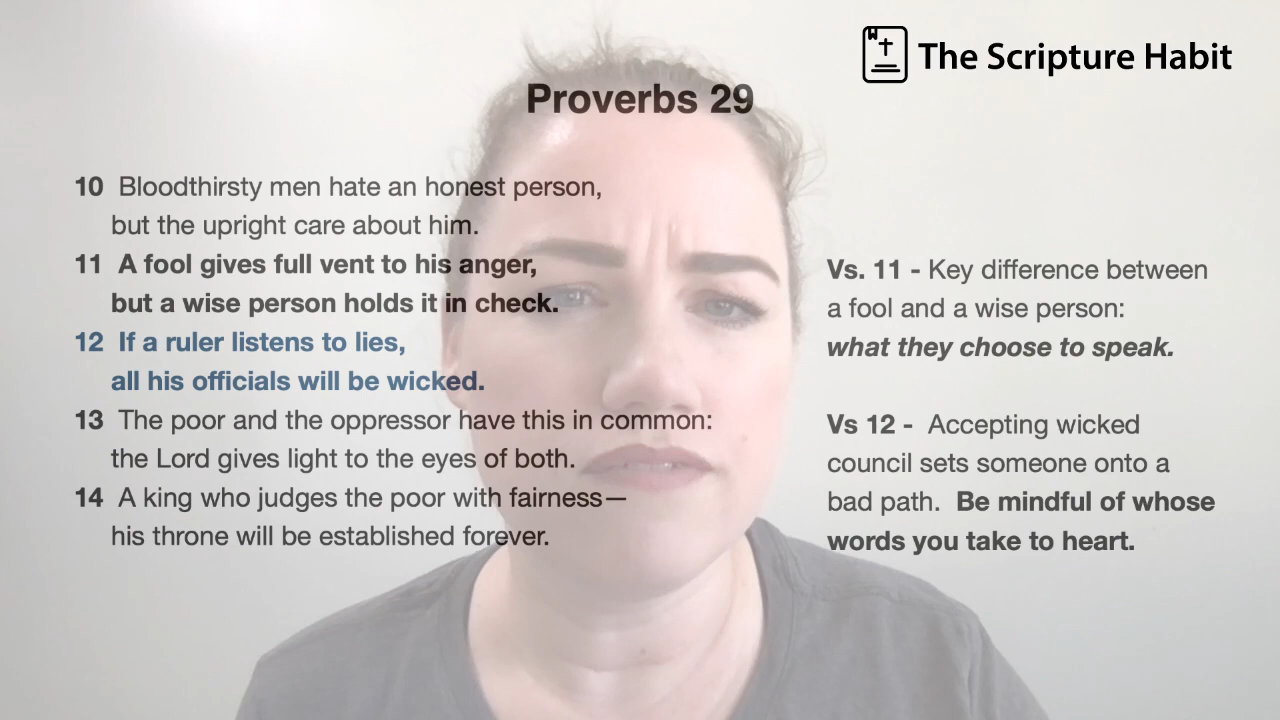 The Scripture Habit
Proverbs 29
10 Bloodthirsty men hate an honest person,
but the upright care about him.
11 A fool gives full vent to his anger,
but a wise person holds it in check.
12 If a ruler listens to lies,
all his officials will be wicked.
13 The poor and the oppressor have this in common:
the Lord gives light to the eyes of both.
14 A king who judges the poor with fairness—
his throne will be established forever.
Vs. 11 - Key difference between
a fool and a wise person:
what they choose to speak.
Vs 12 - Accepting wicked
council sets someone onto a
bad path. Be mindful of whose
words you take to heart.